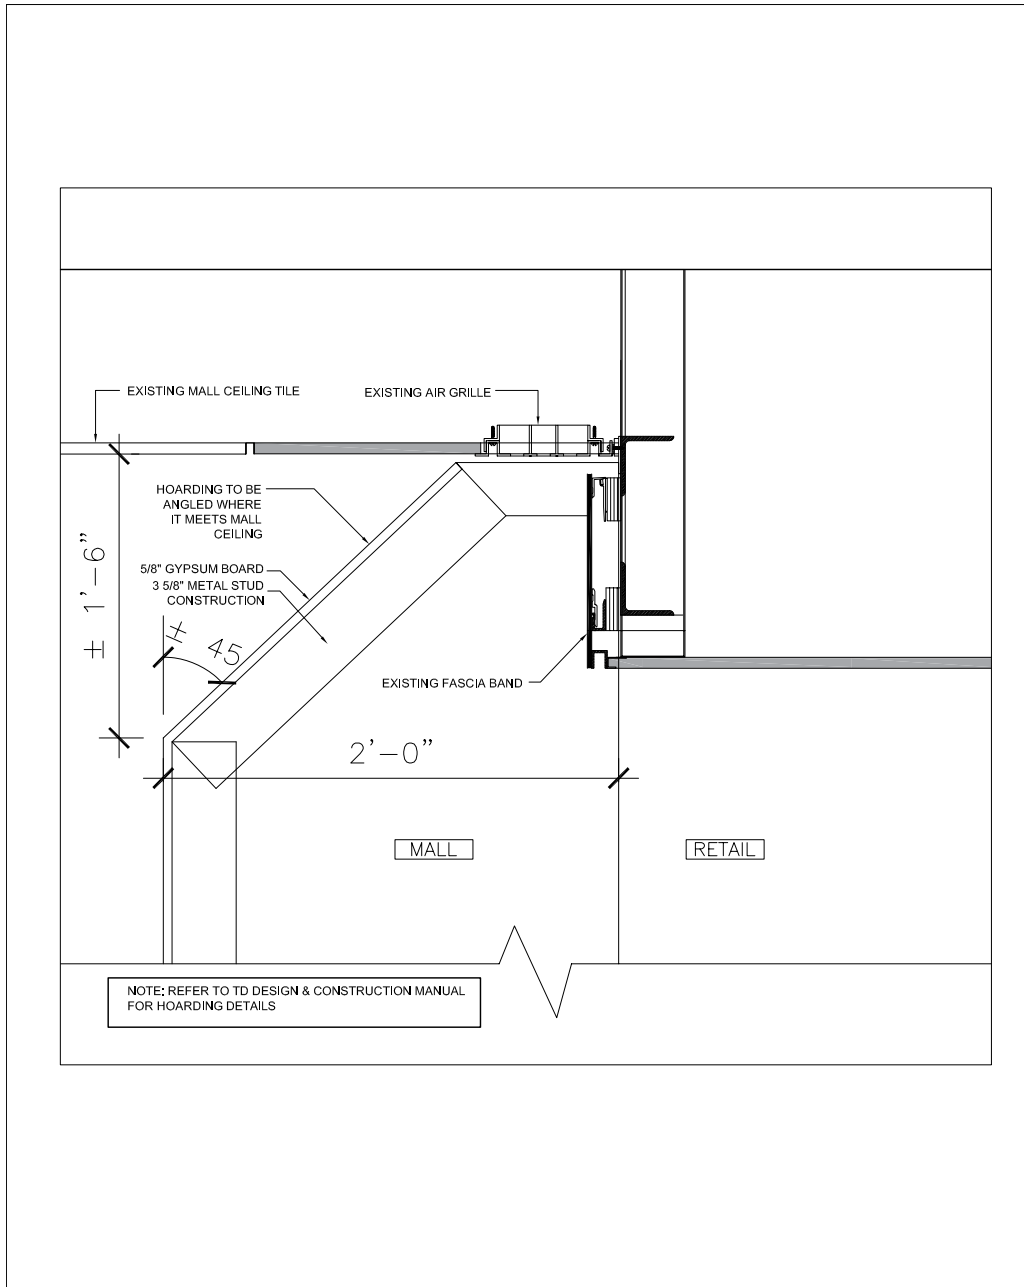 EXISTING MALL CEILING TILE
EXISTING AIR GRILLE
HOARDING TO BE
ANGLED WHERE
IT MEETS MALL
CEILING
5/8" GYPSUM BOARD
3 5/8" METAL STUD
CONSTRUCTION
± 1'-6"
± 45
EXISTING FASCIA BAND
2'-0"
MALL
RETAIL
NOTE: REFER TO TD DESIGN & CONSTRUCTION MANUAL
FOR HOARDING DETAILS